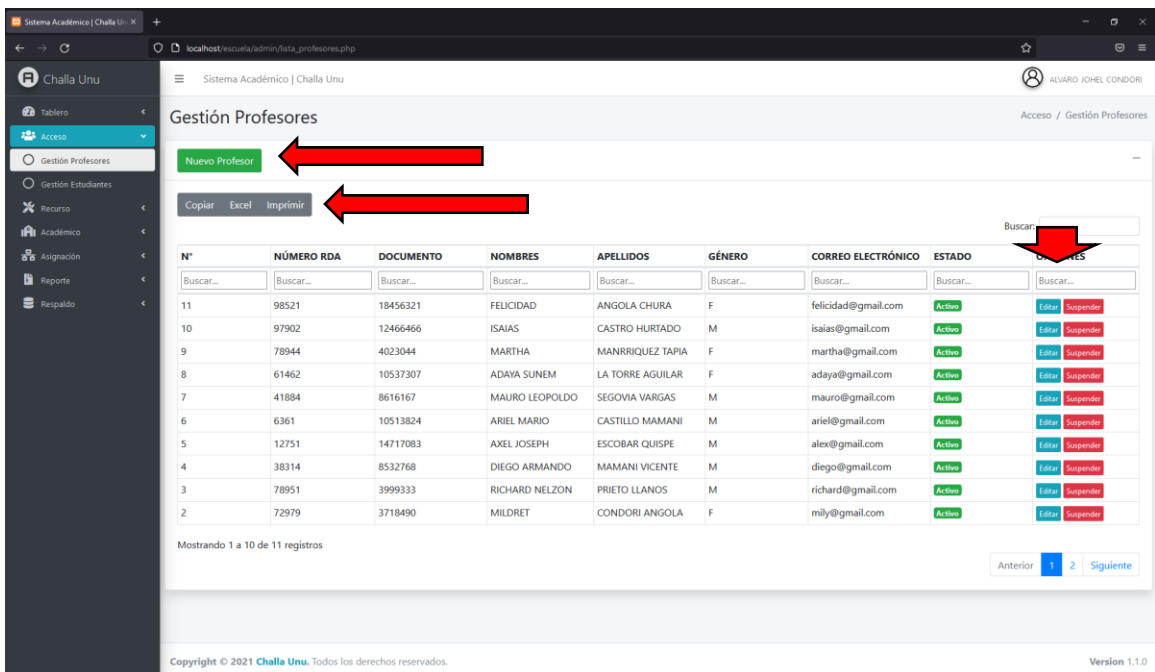 Sistema Académico | Challa Un
localhost/escuela/admin/lista_profesores.php
Challa Unu
Sistema Académico | Challa Unu
ALVARO JOHEL CONDORI
Tablero
Acceso
Gestión Profesores
Gestión Estudiantes
Recurso
Académico
Asignación
Reporte
Respaldo
Gestión Profesores
Acceso / Gestión Profesores
Nuevo Profesor
Copiar Excel Imprimir
Buscar:
N° NÚMERO RDA DOCUMENTO NOMBRES APELLIDOS GÉNERO CORREO ELECTRÓNICO ESTADO
Buscar... Buscar... Buscar... Buscar... Buscar... Buscar... Buscar... Buscar... Buscar...
11 98521 18456321 FELICIDAD ANGOLA CHURA F felicidad@gmail.com Activo Editar Suspender
10 97902 12466466 ISAIAS CASTRO HURTADO M isaias@gmail.com Activo Editar Suspender
9 78944 4023044 MARTHA MANRRIQUEZ TAPIA F martha@gmail.com Activo Editar Suspender
8 61462 10537307 ADAYA SUNEM LA TORRE AGUILAR F adaya@gmail.com Activo Editar Suspender
7 41884 8616167 MAURO LEOPOLDO SEGOVIA VARGAS M mauro@gmail.com Activo Editar Suspender
6 6361 10513824 ARIEL MARIO CASTILLO MAMANI M ariel@gmail.com Activo Editar Suspender
5 12751 14717083 AXEL JOSEPH ESCOBAR QUISPE M alex@gmail.com Activo Editar Suspender
4 38314 8532768 DIEGO ARMANDO MAMANI VICENTE M diego@gmail.com Activo Editar Suspender
3 78951 3999333 RICHARD NELZON PRIETO LLANOS M richard@gmail.com Activo Editar Suspender
2 72979 3718490 MILDRET CONDORI ANGOLA F mily@gmail.com Activo Editar Suspender
Mostrando 1 a 10 de 11 registros
Anterior 1 2 Siguiente
Copyright © 2021 Challa Unu. Todos los derechos reservados.
Version 1.1.0